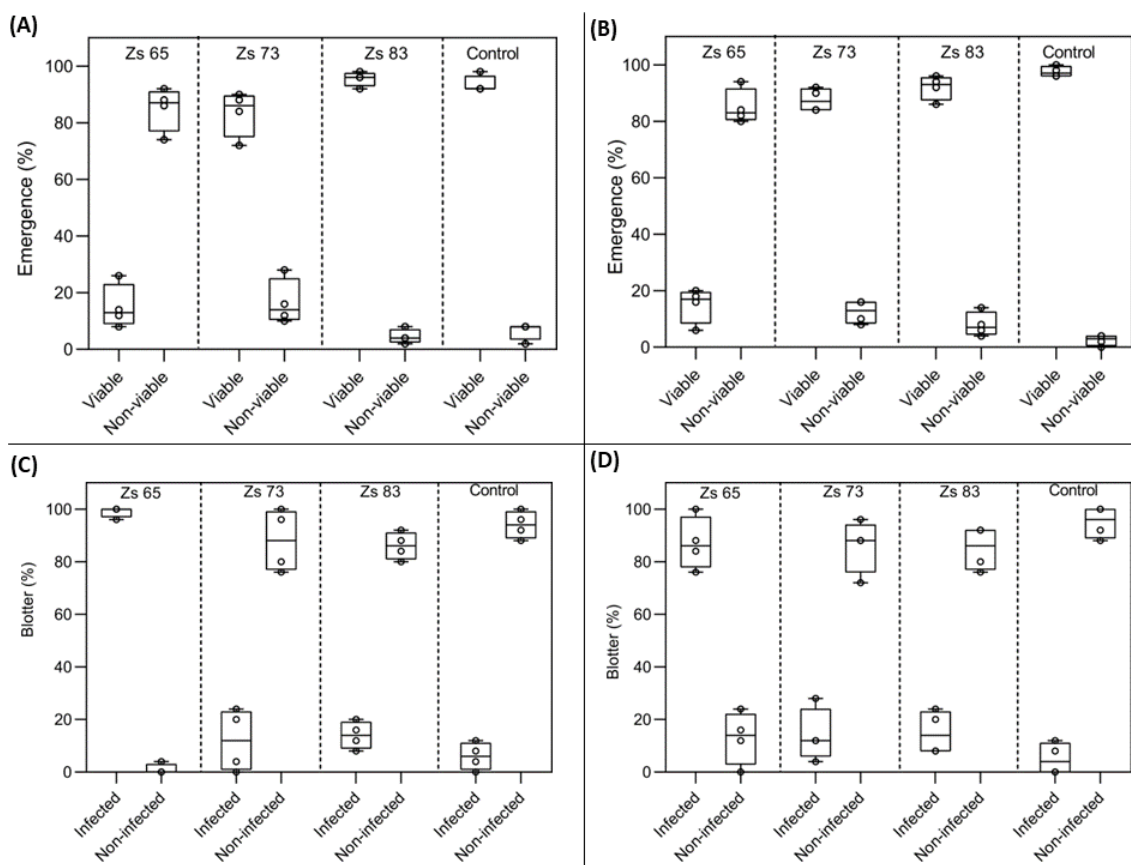 (A)
Zs 65 Zs 73 Zs 83 Control
Emergence (%)
100
80
60
40
20
0
Viable Non-viable Viable Non-viable Viable Non-viable Viable Non-viable
(B)
Zs 65 Zs 73 Zs 83 Control
Emergence (%)
100
80
60
40
20
0
Viable Non-viable Viable Non-viable Viable Non-viable Viable Non-viable
(C)
Zs 65 Zs 73 Zs 83 Control
Blotter (%)
100
80
60
40
20
0
Infected Non-infected Infected Non-infected Infected Non-infected Infected Non-infected
(D)
Zs 65 Zs 73 Zs 83 Control
Blotter (%)
100
80
60
40
20
0
Infected Non-infected Infected Non-infected Infected Non-infected Infected Non-infected